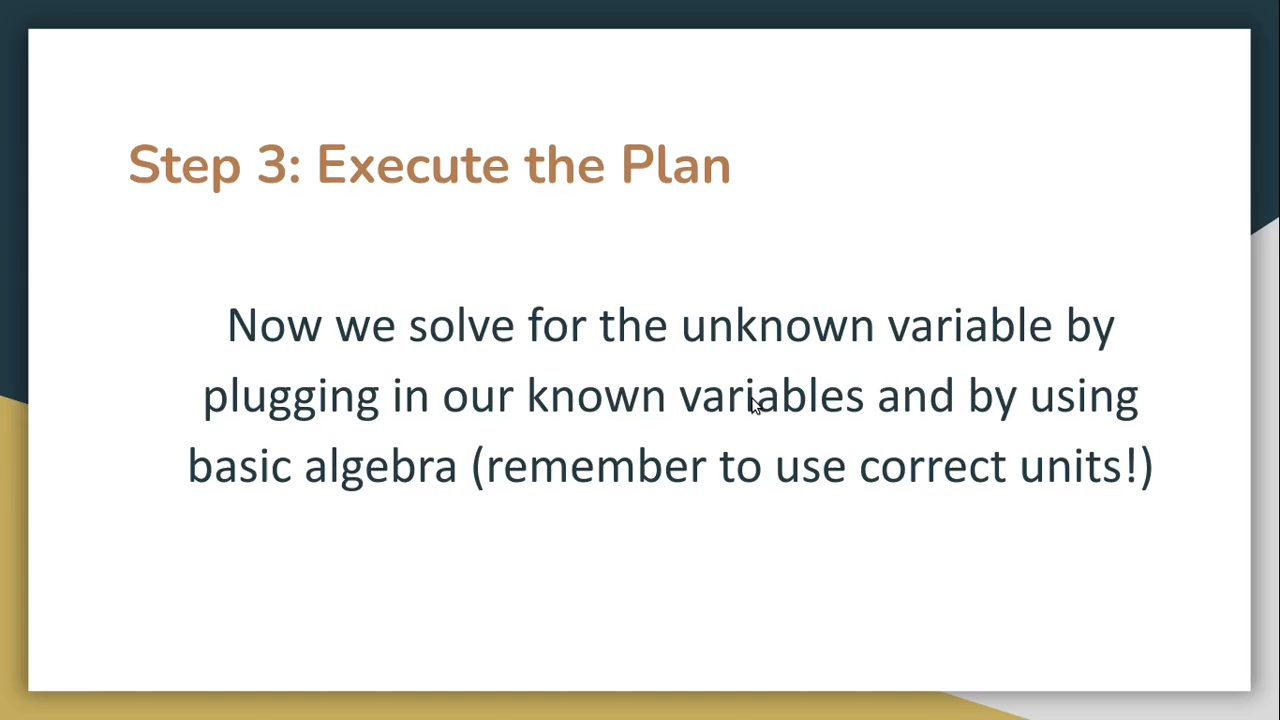 Step 3: Execute the Plan
Now we solve for the unknown variable by
plugging in our known variables and by using
basic algebra (remember to use correct units!)